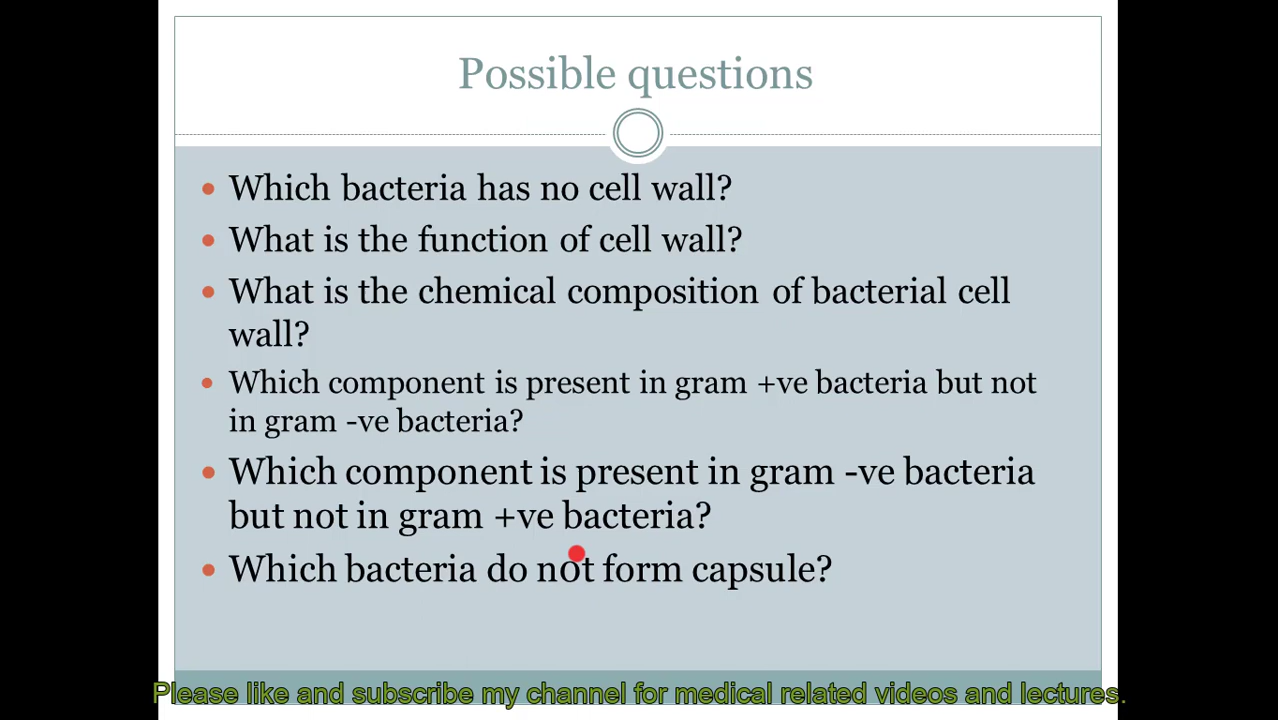 Possible questions
Which bacteria has no cell wall?
What is the function of cell wall?
What is the chemical composition of bacterial cell
wall?
Which component is present in gram +ve bacteria but not
in gram -ve bacteria?
Which component is present in gram -ve bacteria
but not in gram +ve bacteria?
Which bacteria do not form capsule?
Please like and subscribe my channel for medical related videos and lectures.